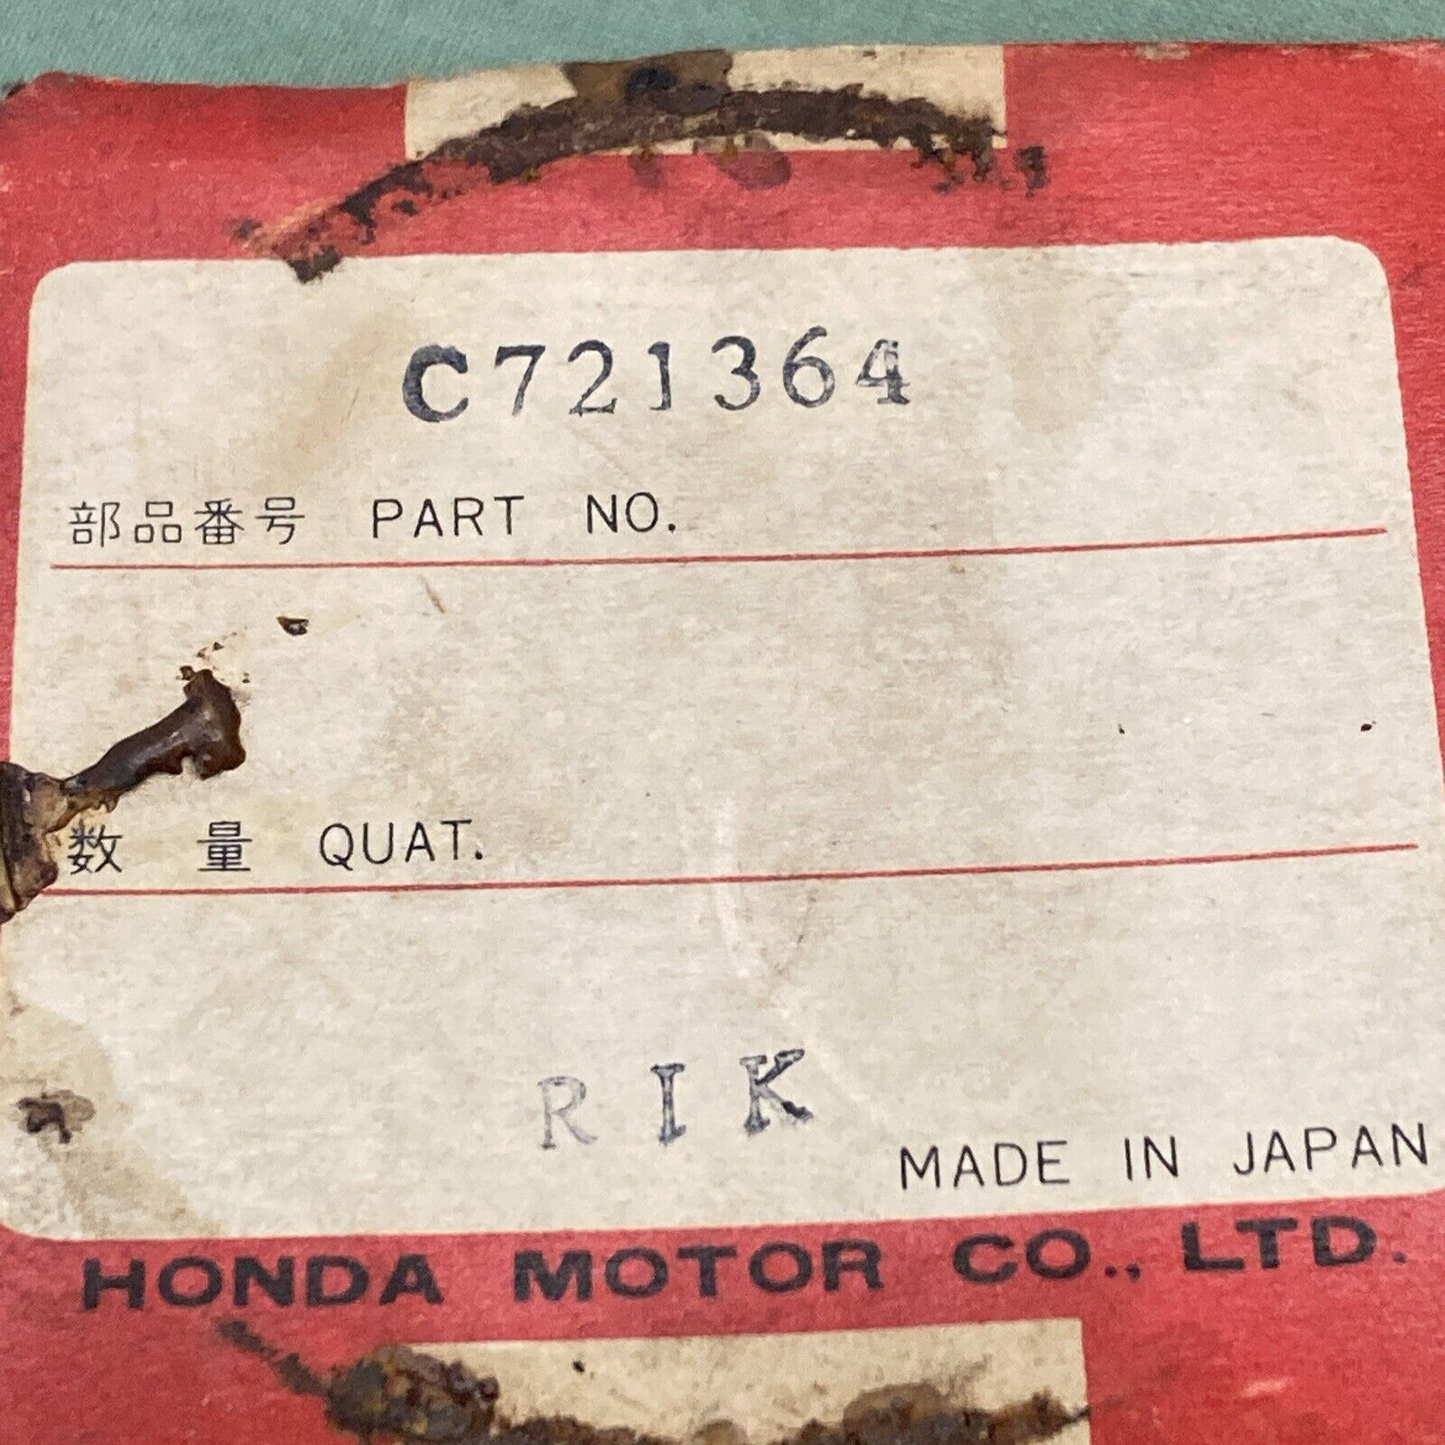 C721364
部品番号 PART NO.
数量 QUAT.
RIK
MADE IN JAPAN
HONDA MOTOR CO., LTD.